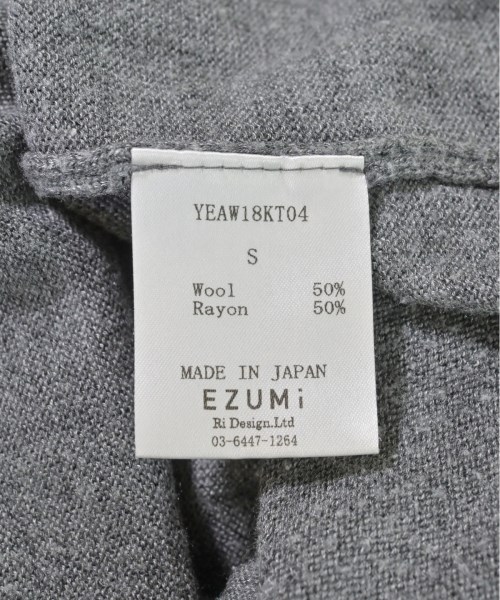 YEAW18KT04
S
Wool 50%
Rayon 50%
MADE IN JAPAN
EZUMi
Ri Design.Ltd
03-6447-1264